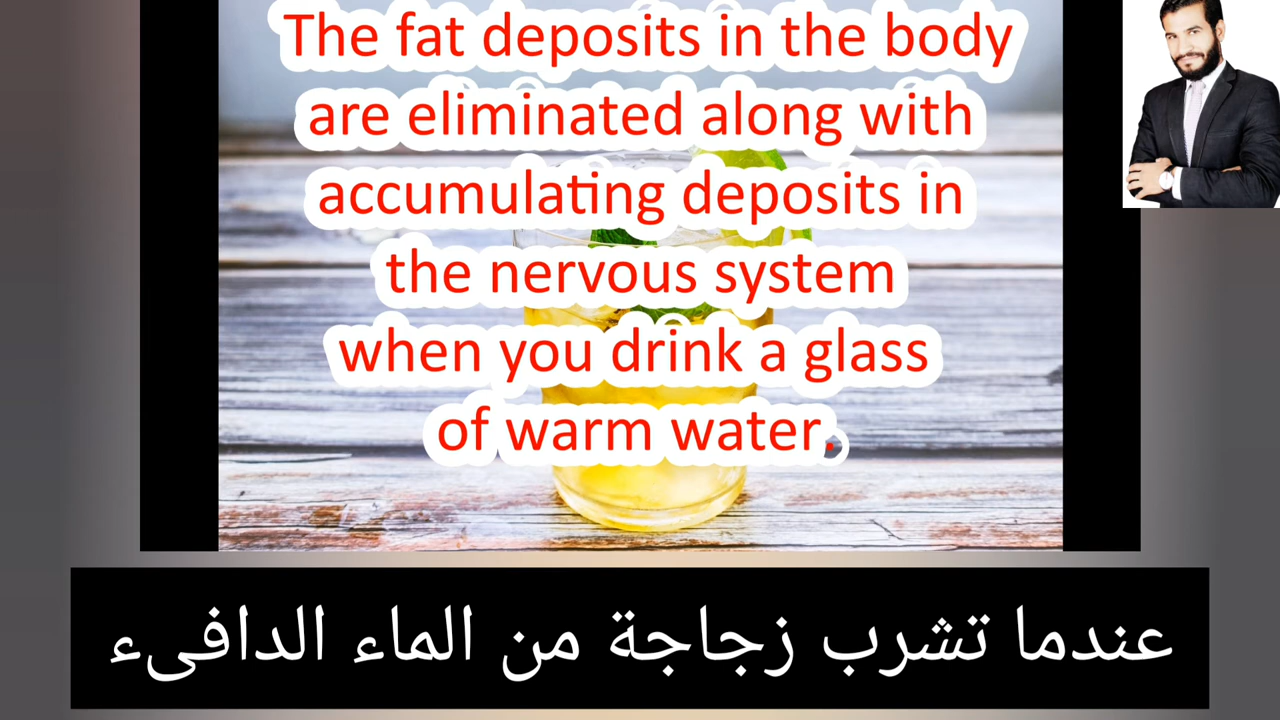 The fat deposits in the body
are eliminated along with
accumulating deposits in
the nervous system
when you drink a glass
of warm water.
عندما تشرب زجاجة من الماء الدافىء